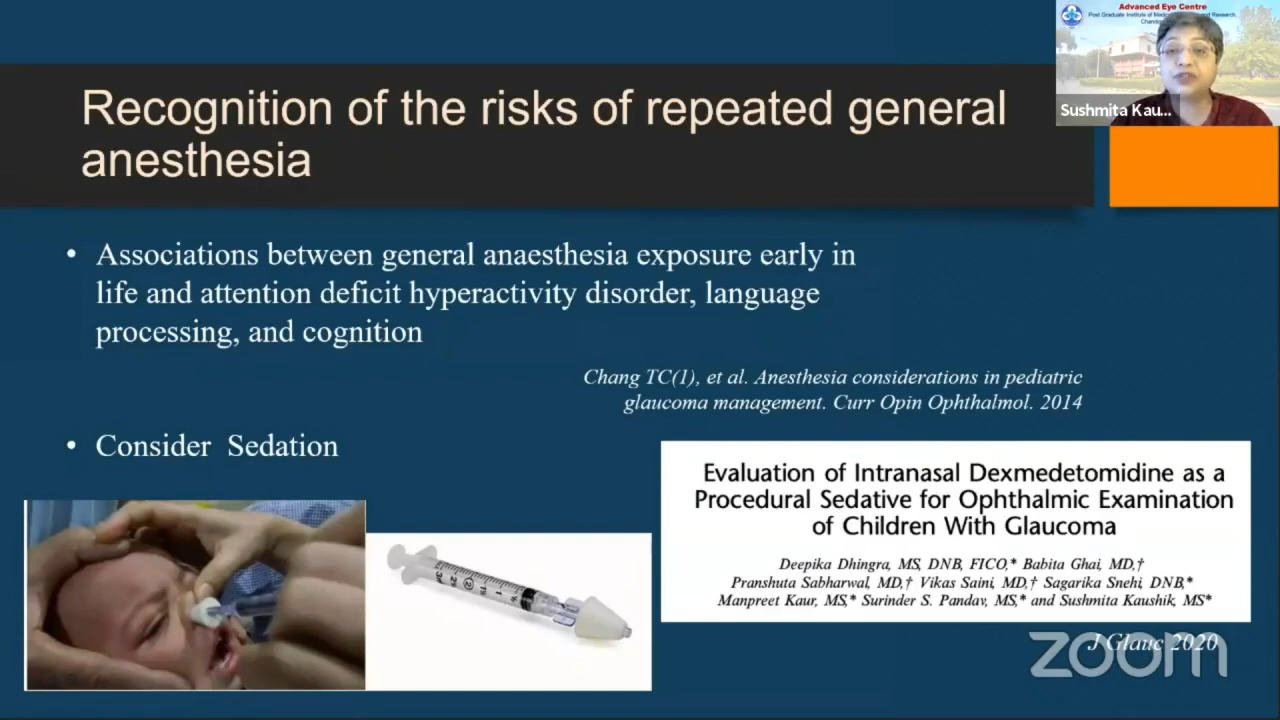 Advanced Eye Centre
Post Graduate Institute of Medical and Research,
Sushmita Kau...
Recognition of the risks of repeated general
anesthesia
• Associations between general anaesthesia exposure early in
life and attention deficit hyperactivity disorder, language
processing, and cognition
Chang TC(1), et al. Anesthesia considerations in pediatric
glaucoma management. Curr Opin Ophthalmol. 2014
• Consider Sedation
Evaluation of Intranasal Dexmedetomidine as a
Procedural Sedative for Ophthalmic Examination
of Children With Glaucoma
Deepika Dhingra, MS, DNB, FICO,* Babita Ghai, MD,†
Pranshuta Sabharwal, MD,† Vikas Saini, MD,† Sagarika Snehi, DNB,*
Manpreet Kaur, MS,* Surinder S. Pandav, MS,* and Sushmita Kaushik, MS*
J Glauc 2020
zoom